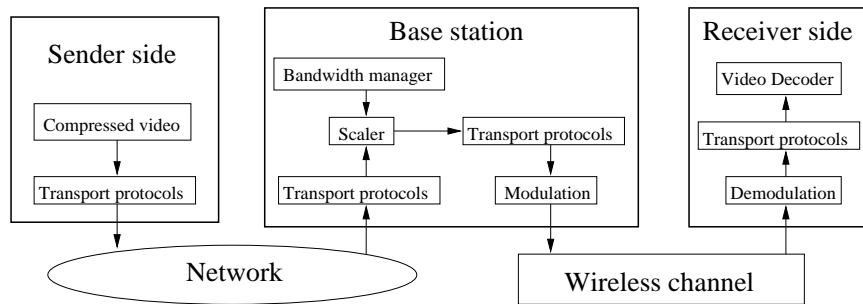 Sender side
Compressed video
Transport protocols
Base station
Bandwidth manager
Scaler
Transport protocols
Transport protocols
Modulation
Receiver side
Video Decoder
Transport protocols
Demodulation
Network
Wireless channel